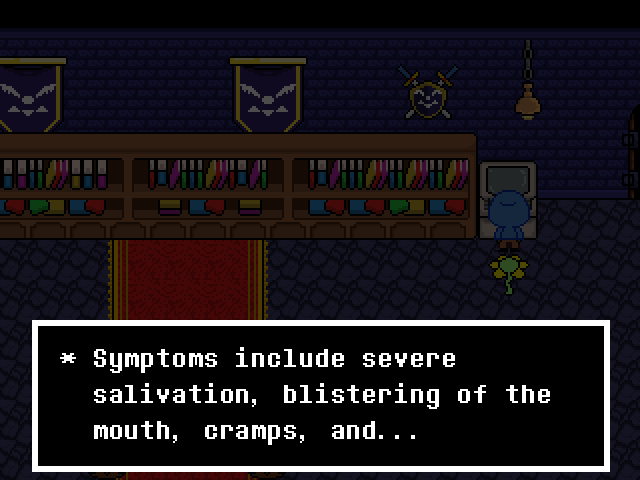 * Symptoms include severe
salivation, blistering of the
mouth, cramps, and...